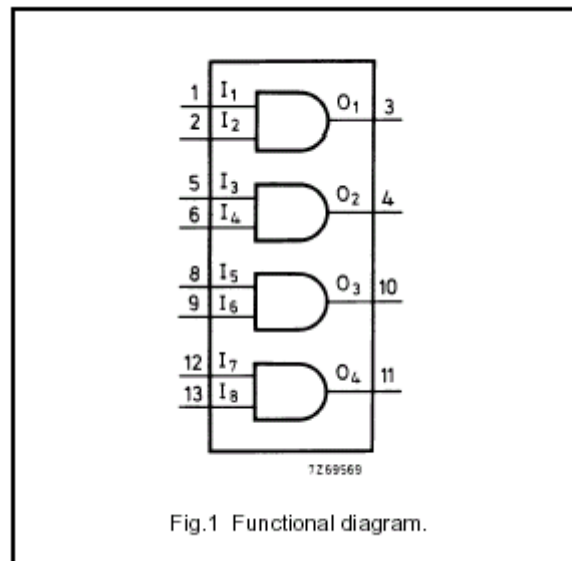 1 I1 O1 3
2 I2
5 I3 O2 4
6 I4
8 I5 O3 10
9 I6
12 I7 O4 11
13 I8
7Z69569
Fig.1 Functional diagram.